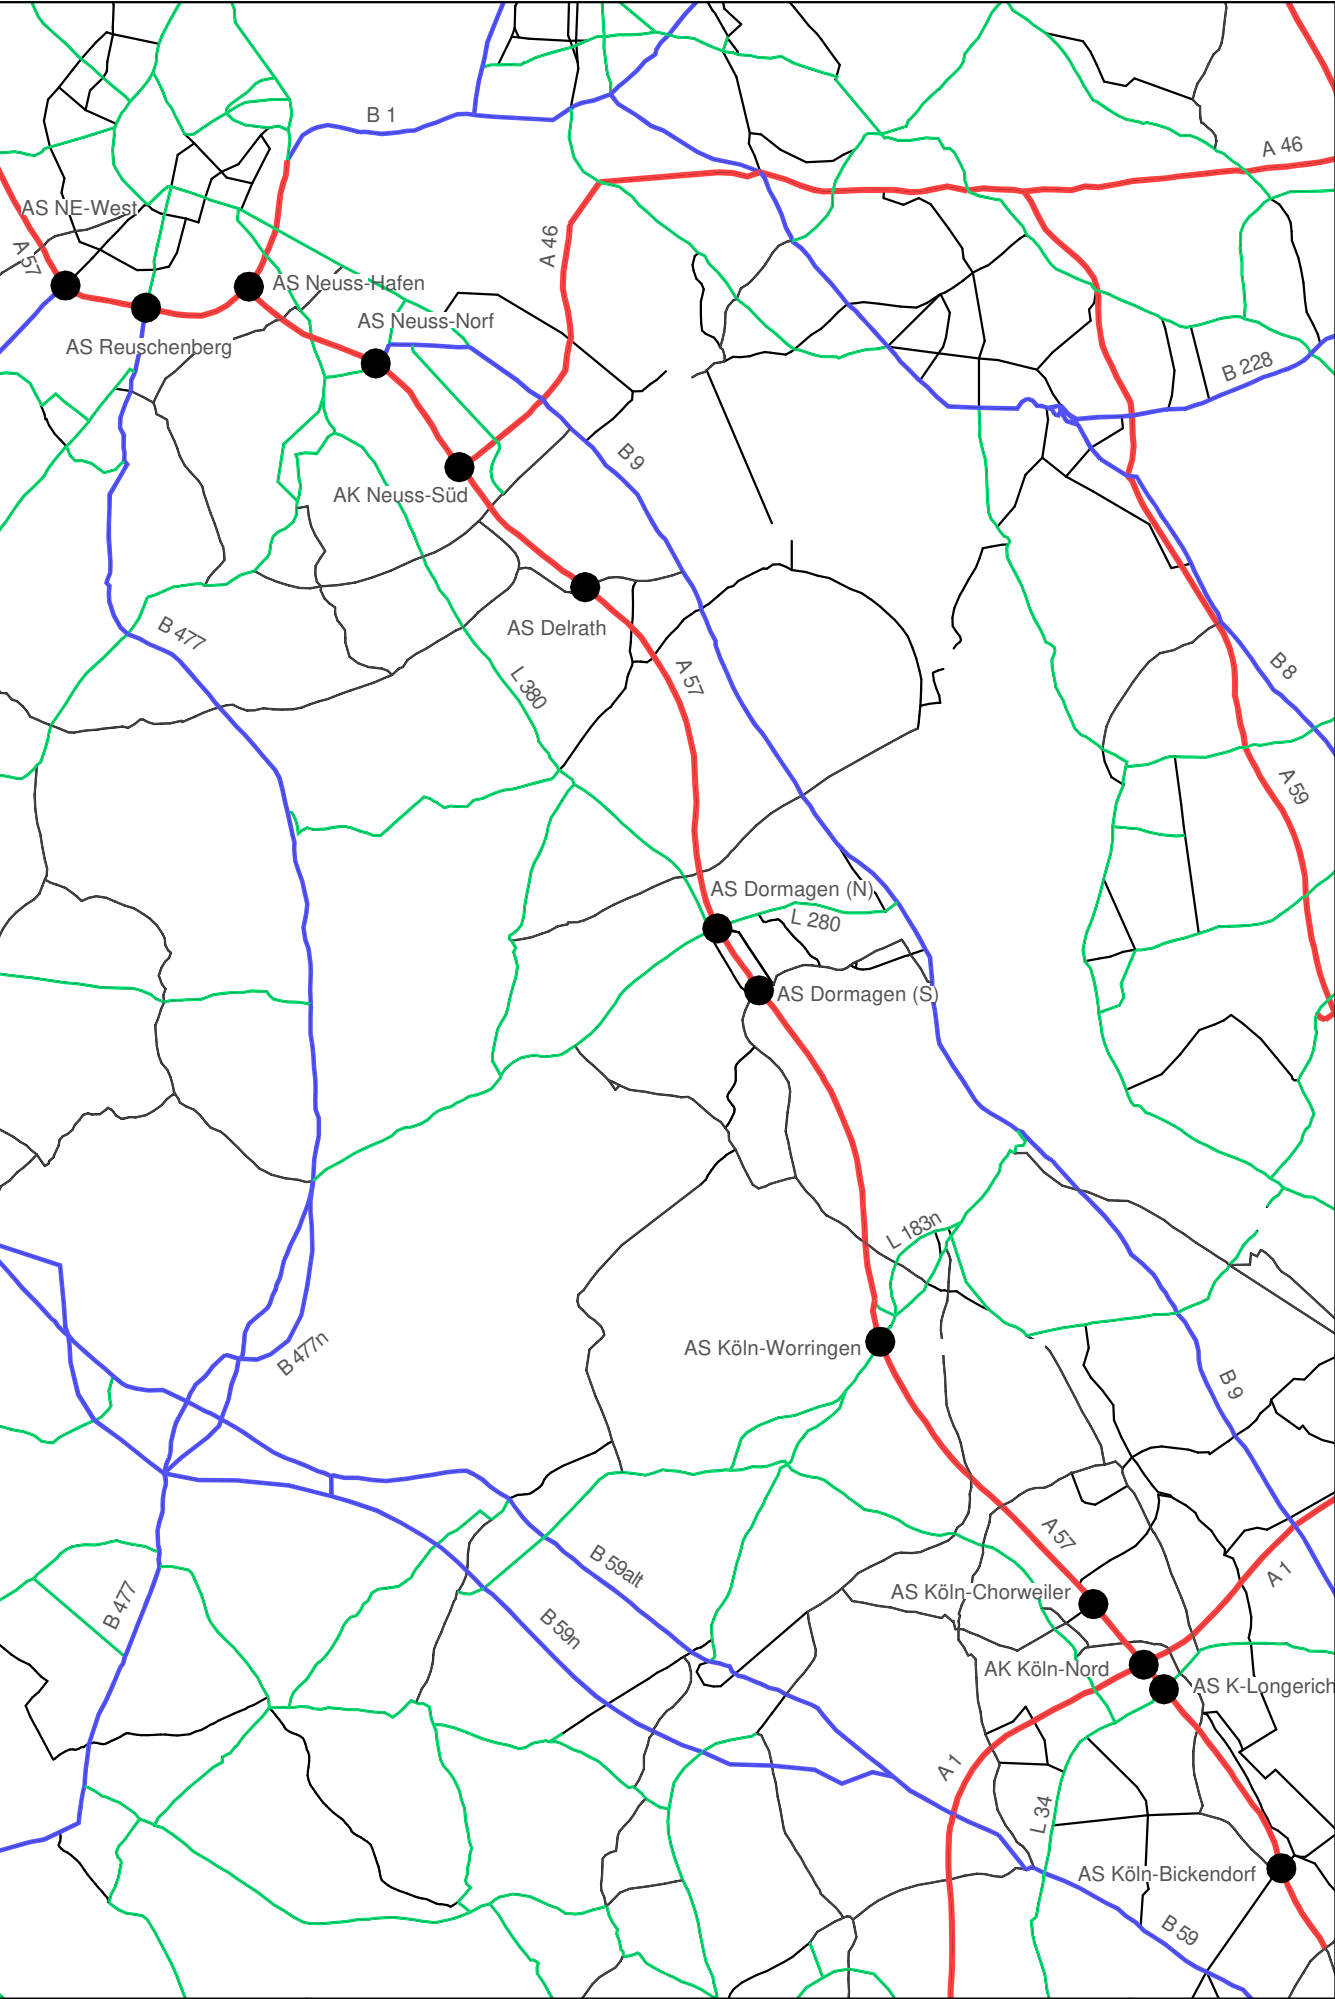 B 1
A 46
AS NE-West
A 57
A 46
AS Neuss-Hafen
AS Neuss-Norf
AS Reuschenberg
B 228
B 9
AK Neuss-Süd
AS Delrath
B 477
A 57
B 8
L 380
A 59
AS Dormagen (N)
L 280
AS Dormagen (S)
L 183n
AS Köln-Worringen
B 477n
B 9
A 57
B 59alt
A 1
AS Köln-Chorweiler
B 477
B 59n
AK Köln-Nord
AS K-Longerich
A 1
L 34
AS Köln-Bickendorf
B 59